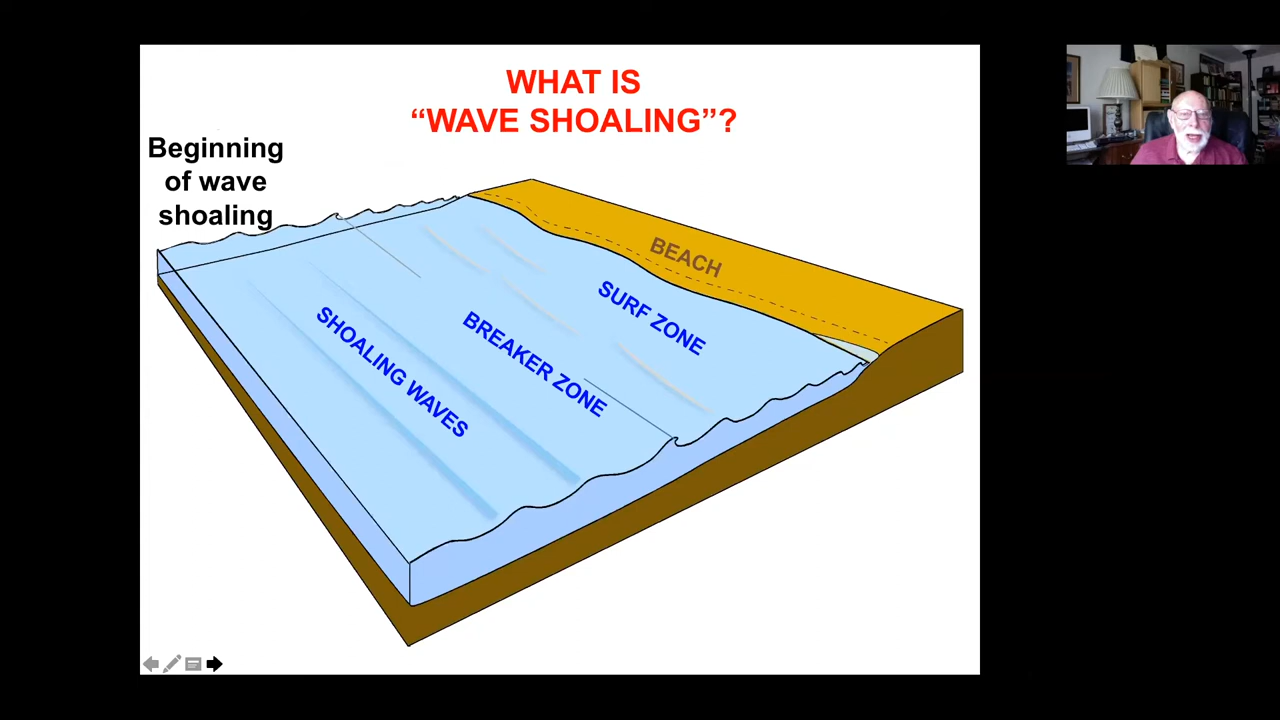 WHAT IS
“WAVE SHOALING”?
Beginning
of wave
shoaling
BEACH
SURF ZONE
BREAKER ZONE
SHOALING WAVES